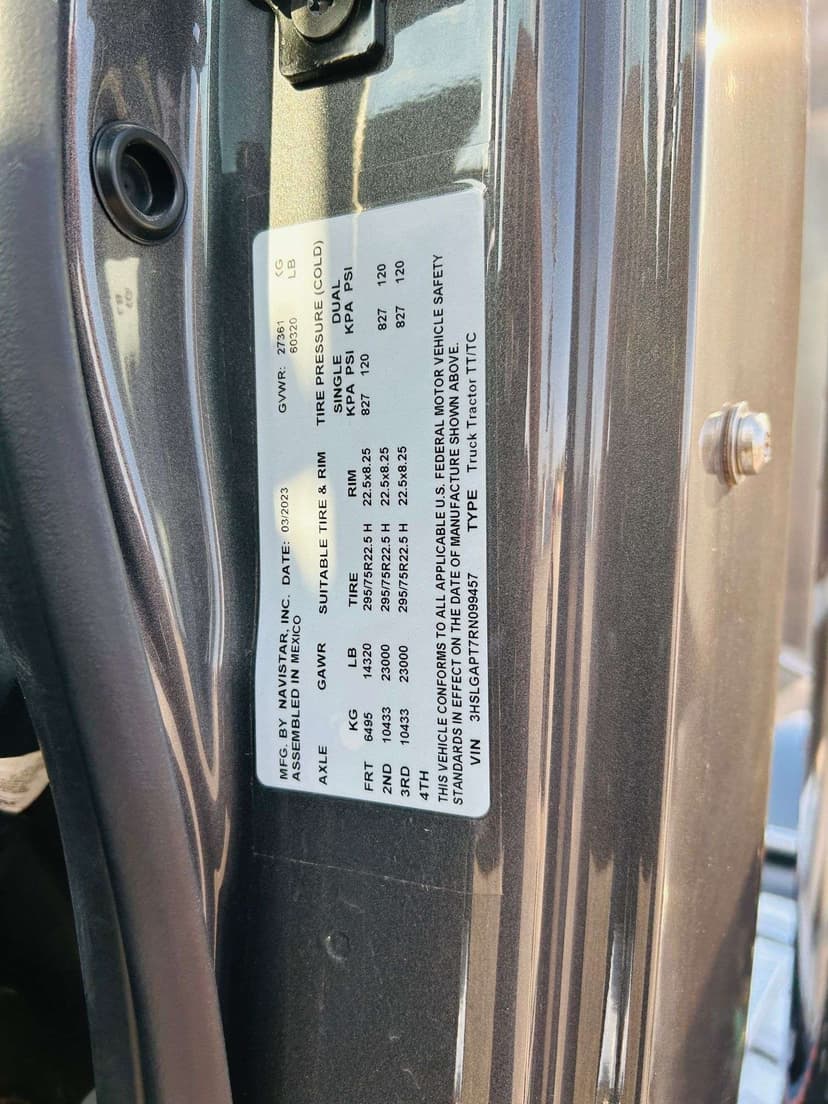 MFG. BY NAVISTAR, INC. DATE: 03/2023 GVWR: 27361 KG
ASSEMBLED IN MEXICO 60320 LB
AXLE GAWR SUITABLE TIRE & RIM TIRE PRESSURE (COLD)
SINGLE DUAL
KG LB TIRE RIM KPA PSI KPA PSI
FRT 6495 14320 295/75R22.5 H 22.5x8.25 827 120
2ND 10433 23000 295/75R22.5 H 22.5x8.25 827 120
3RD 10433 23000 295/75R22.5 H 22.5x8.25 827 120
4TH
THIS VEHICLE CONFORMS TO ALL APPLICABLE U.S. FEDERAL MOTOR VEHICLE SAFETY
STANDARDS IN EFFECT ON THE DATE OF MANUFACTURE SHOWN ABOVE.
VIN 3HSLGAPT7RN099457 TYPE Truck Tractor TT/TC